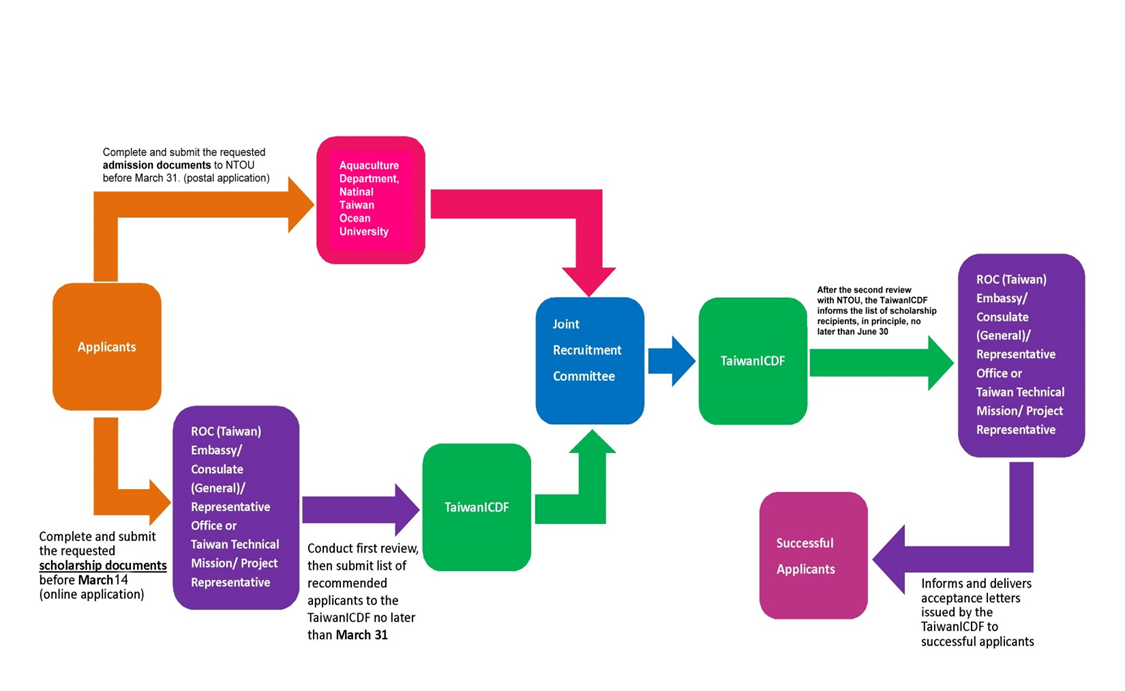 Complete and submit the requested
admission documents to NTOU
before March 31. (postal application)
Aquaculture
Department,
Natinal
Taiwan
Ocean
University
Applicants
Joint
Recruitment
Committee
TaiwanICDF
After the second review
with NTOU, the TaiwanICDF
informs the list of scholarship
recipients, in principle, no
later than June 30
ROC (Taiwan)
Embassy/
Consulate
(General)/
Representative
Office or
Taiwan Technical
Mission/ Project
Representative
ROC (Taiwan)
Embassy/
Consulate
(General)/
Representative
Office or
Taiwan Technical
Mission/ Project
Representative
Complete and submit
the requested
scholarship documents
before March14
(online application)
TaiwanICDF
Conduct first review,
then submit list of
recommended
applicants to the
TaiwanICDF no later
than March 31
Successful
Applicants
Informs and delivers
acceptance letters
issued by the
TaiwanICDF to
successful applicants